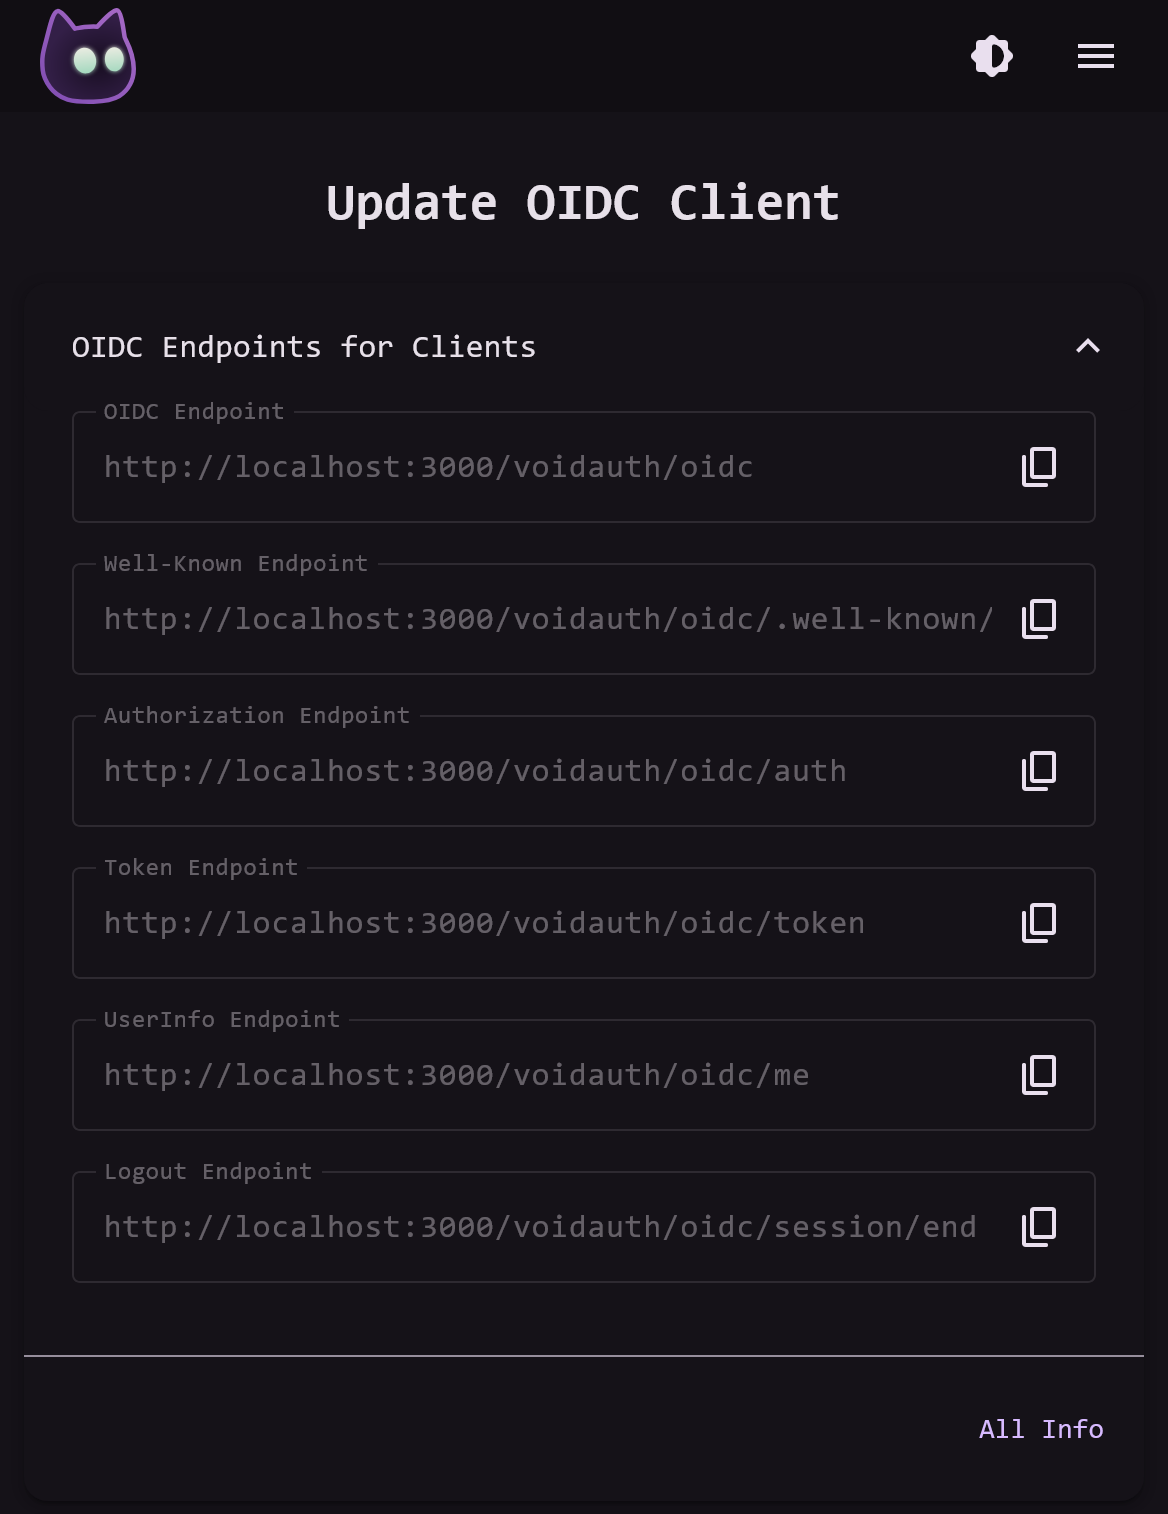 Update OIDC Client
OIDC Endpoints for Clients
OIDC Endpoint
http://localhost:3000/voidauth/oidc
Well-Known Endpoint
http://localhost:3000/voidauth/oidc/.well-known/
Authorization Endpoint
http://localhost:3000/voidauth/oidc/auth
Token Endpoint
http://localhost:3000/voidauth/oidc/token
UserInfo Endpoint
http://localhost:3000/voidauth/oidc/me
Logout Endpoint
http://localhost:3000/voidauth/oidc/session/end
All Info